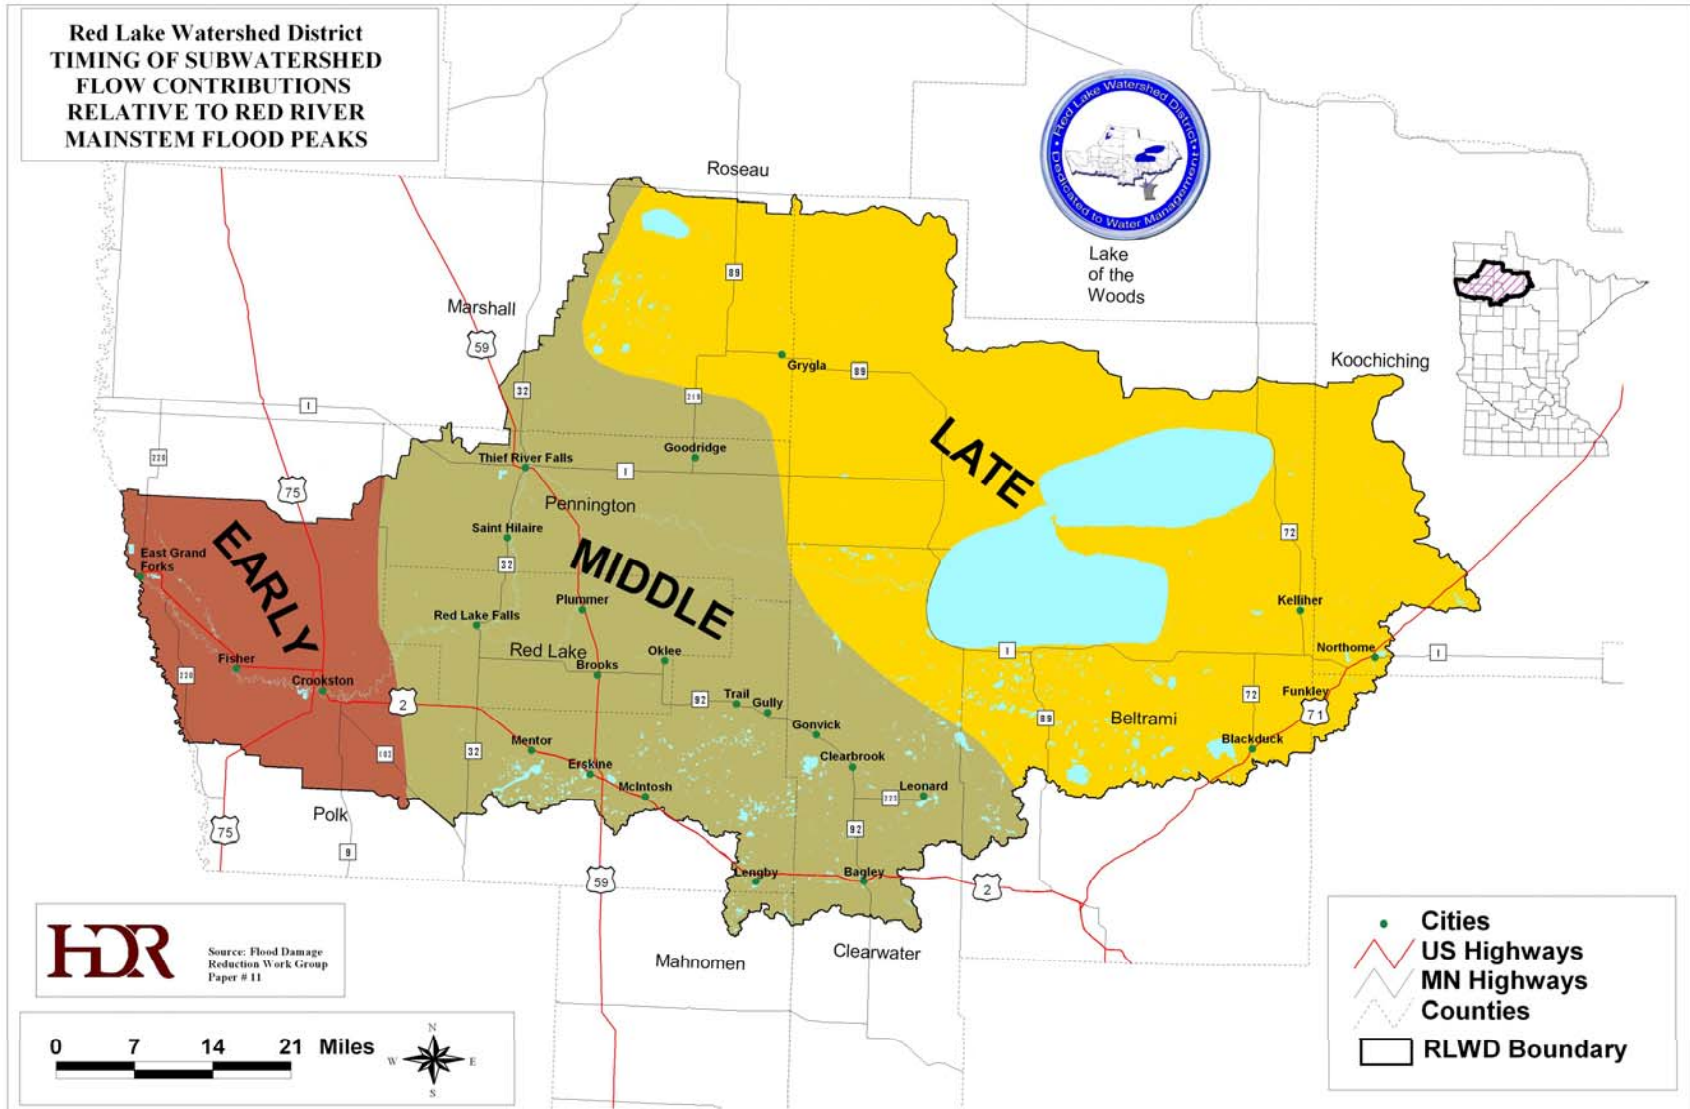 Red Lake Watershed District
TIMING OF SUBWATERSHED
FLOW CONTRIBUTIONS
RELATIVE TO RED RIVER
MAINSTEM FLOOD PEAKS
Red Lake Watershed District
Dedicated to Water Management
Roseau
Lake
of the
Woods
89
Marshall
59
Koochiching
Grygla
89
32
219
1
220
Goodridge
Thief River Falls
1
75
Pennington
LATE
Saint Hilaire
72
East Grand
Forks
EARLY
32
MIDDLE
Plummer
Kelliher
Red Lake Falls
Red Lake
Oklee
Brooks
1
Northome
1
Fisher
220
Crookston
2
92
Trail
Gully
72
Funkley
71
89
Beltrami
Gonvick
Blackduck
Mentor
32
102
Clearbrook
Erskine
McIntosh
223
Leonard
Polk
75
9
92
59
Lengby
Bagley
2
Mahnomen
Clearwater
HDR
Source: Flood Damage
Reduction Work Group
Paper # 11
0 7 14 21 Miles
N
W E
S
Cities
US Highways
MN Highways
Counties
RLWD Boundary